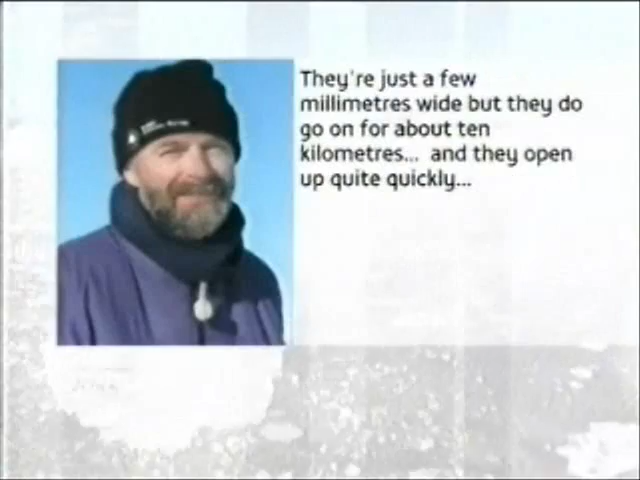 They're just a few
millimetres wide but they do
go on for about ten
kilometres... and they open
up quite quickly...